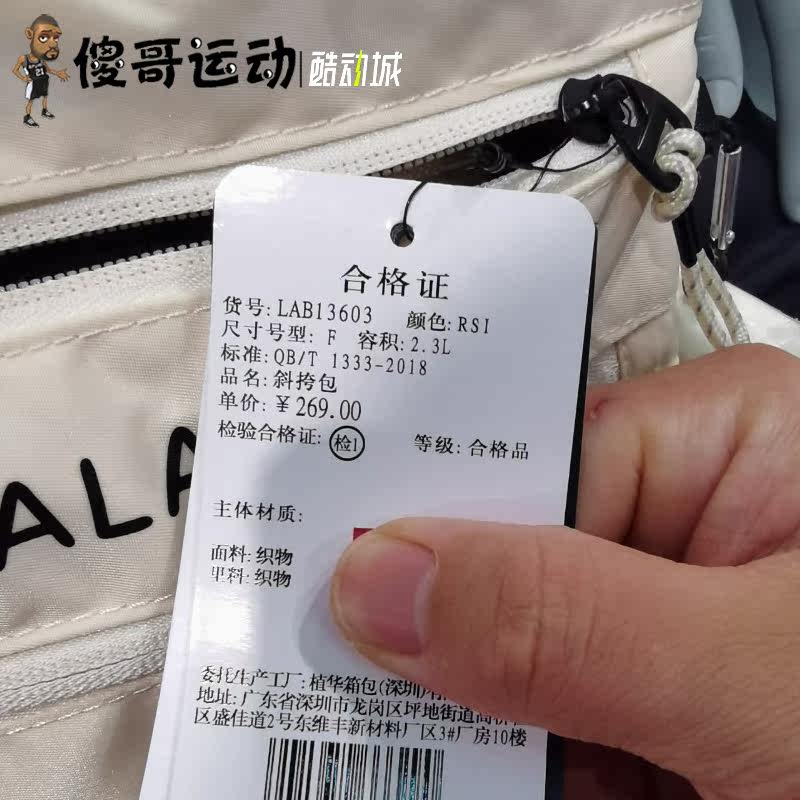 傻哥运动|酷动城
合格证
货号:LAB13603 颜色:RSI
尺寸号型: F 容积:2.3L
标准:QB/T 1333-2018
品名:斜挎包
单价:¥269.00
检验合格证:检1 等级:合格品
主体材质:
面料:织物
里料:织物
ALA
委托生产工厂:植华箱包(深圳)有
地址:广东省深圳市龙岗区坪地街道高桥
区盛佳道2号东维丰新材料厂区3#厂房10楼